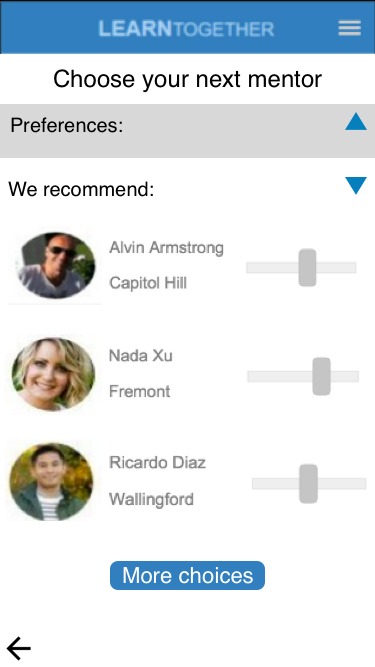 LEARNTOGETHER
Choose your next mentor
Preferences:
We recommend:
Alvin Armstrong
Capitol Hill
Nada Xu
Fremont
Ricardo Diaz
Wallingford
More choices